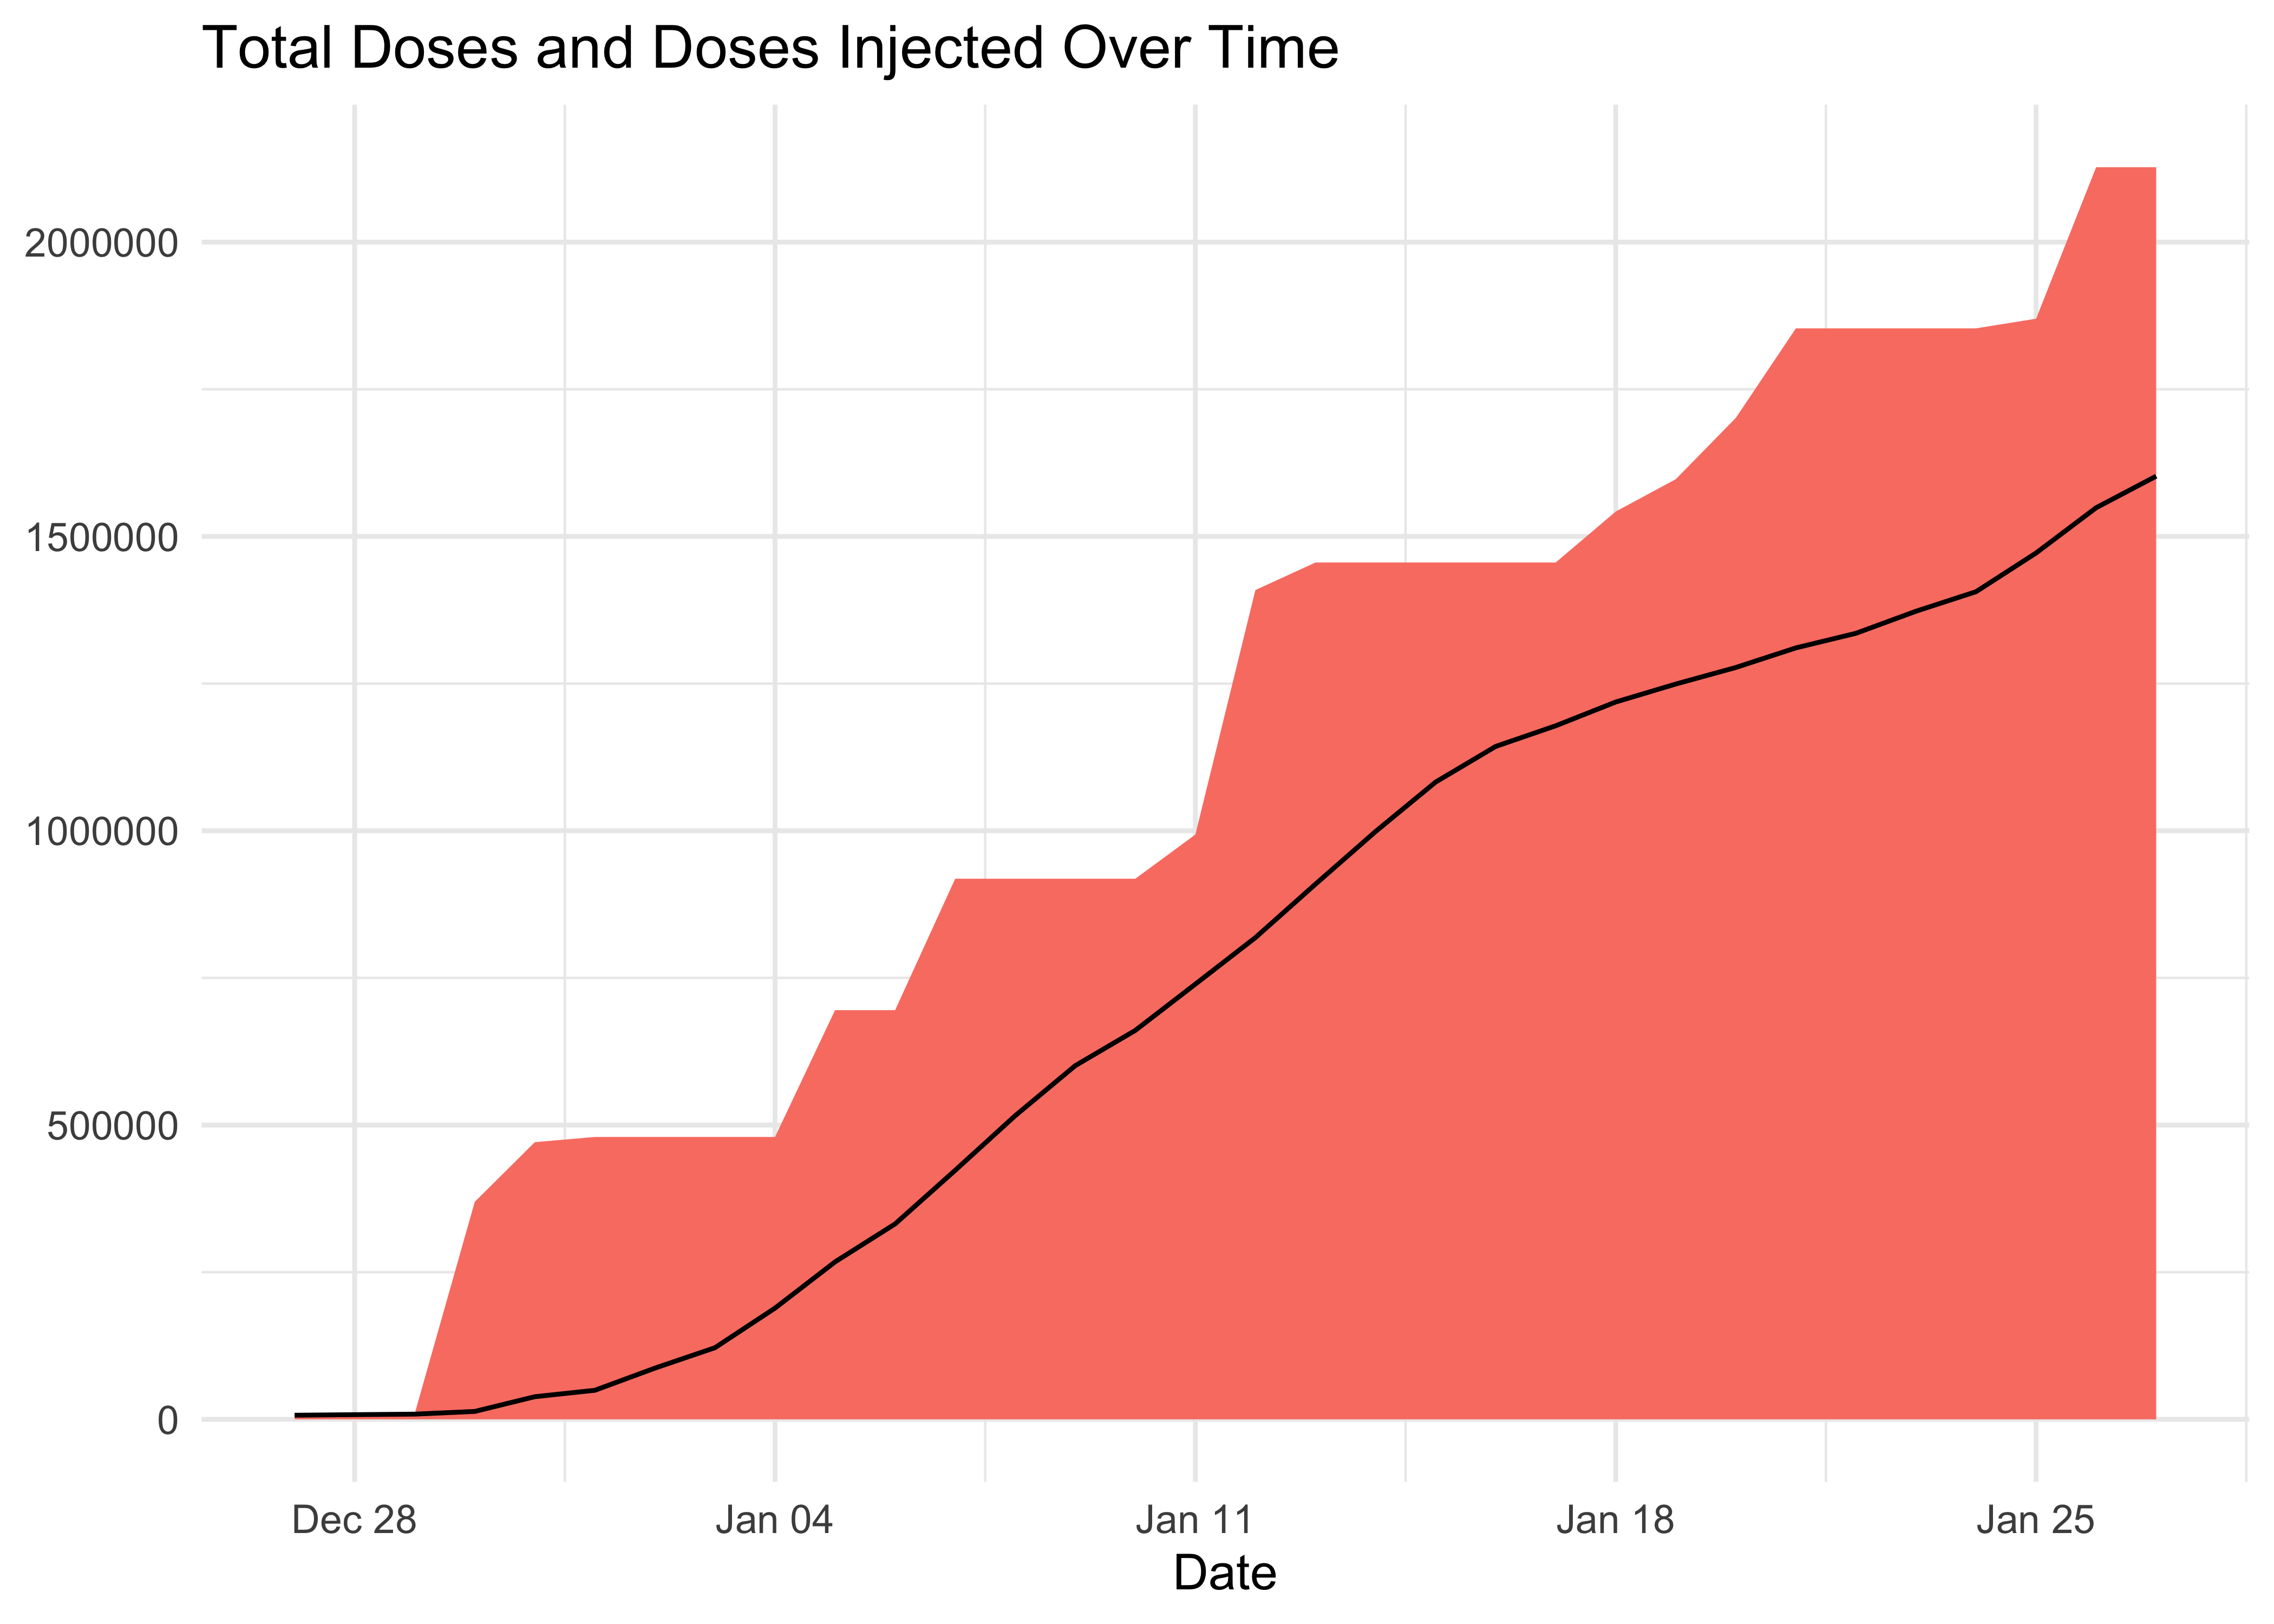 Total Doses and Doses Injected Over Time
2000000
1500000
1000000
500000
0
Dec 28 Jan 04 Jan 11 Jan 18 Jan 25
Date